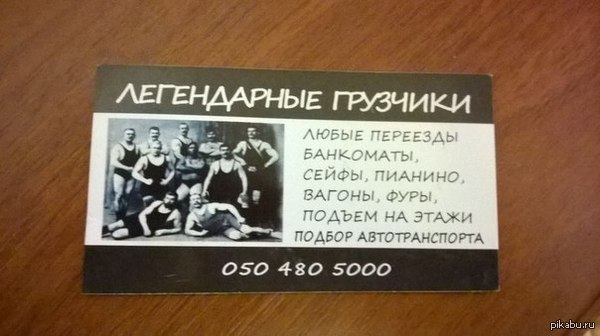 ЛЕГЕНДАРНЫЕ ГРУЗЧИКИ
ЛЮБЫЕ ПЕРЕЕЗДЫ
БАНКОМАТЫ,
СЕЙФЫ, ПИАНИНО,
ВАГОНЫ, ФУРЫ,
ПОДЪЕМ НА ЭТАЖИ
ПОДБОР АВТОТРАНСПОРТА
050 480 5000
pikabu.ru